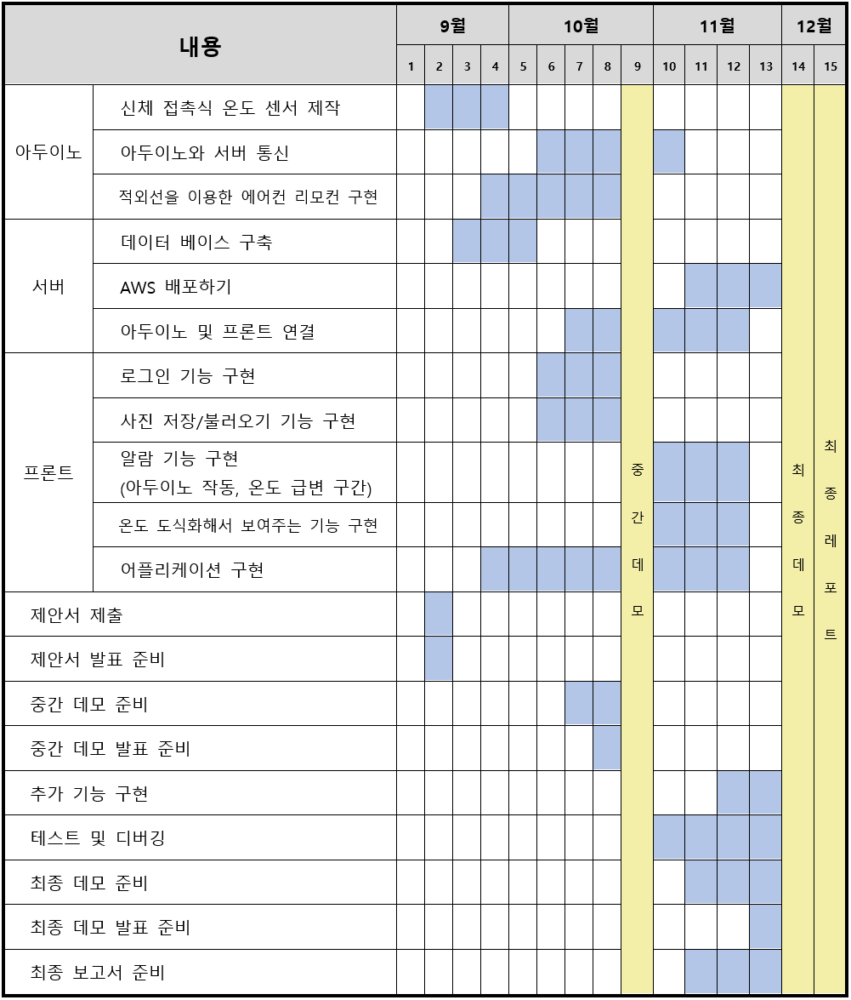 내용
9월 10월 11월 12월
1 2 3 4 5 6 7 8 9 10 11 12 13 14 15
아두이노
신체 접촉식 온도 센서 제작
아두이노와 서버 통신
적외선을 이용한 에어컨 리모컨 구현
서버
데이터 베이스 구축
AWS 배포하기
아두이노 및 프론트 연결
프론트
로그인 기능 구현
사진 저장/불러오기 기능 구현
알람 기능 구현
(아두이노 작동, 온도 급변 구간)
온도 도식화해서 보여주는 기능 구현
어플리케이션 구현
제안서 제출
제안서 발표 준비
중간 데모 준비
중간 데모 발표 준비
추가 기능 구현
테스트 및 디버깅
최종 데모 준비
최종 데모 발표 준비
최종 보고서 준비
중간데모
최종데모
최종레포트